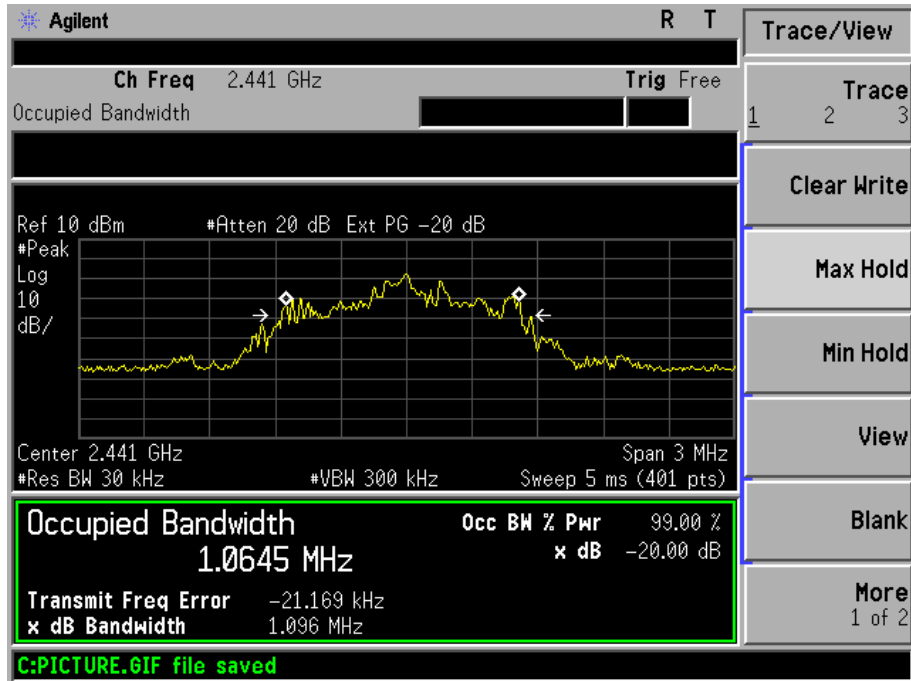 Agilent R T
Trace/View
Ch Freq 2.441 GHz Trig Free
Occupied Bandwidth
Trace
1 2 3
Clear Write
Max Hold
Min Hold
View
Blank
More
1 of 2
Ref 10 dBm #Atten 20 dB Ext PG -20 dB
#Peak
Log
10
dB/
Center 2.441 GHz Span 3 MHz
#Res BW 30 kHz #VBW 300 kHz Sweep 5 ms (401 pts)
Occupied Bandwidth Occ BW % Pwr 99.00 %
1.0645 MHz x dB -20.00 dB
Transmit Freq Error -21.169 kHz
x dB Bandwidth 1.096 MHz
C:PICTURE.GIF file saved